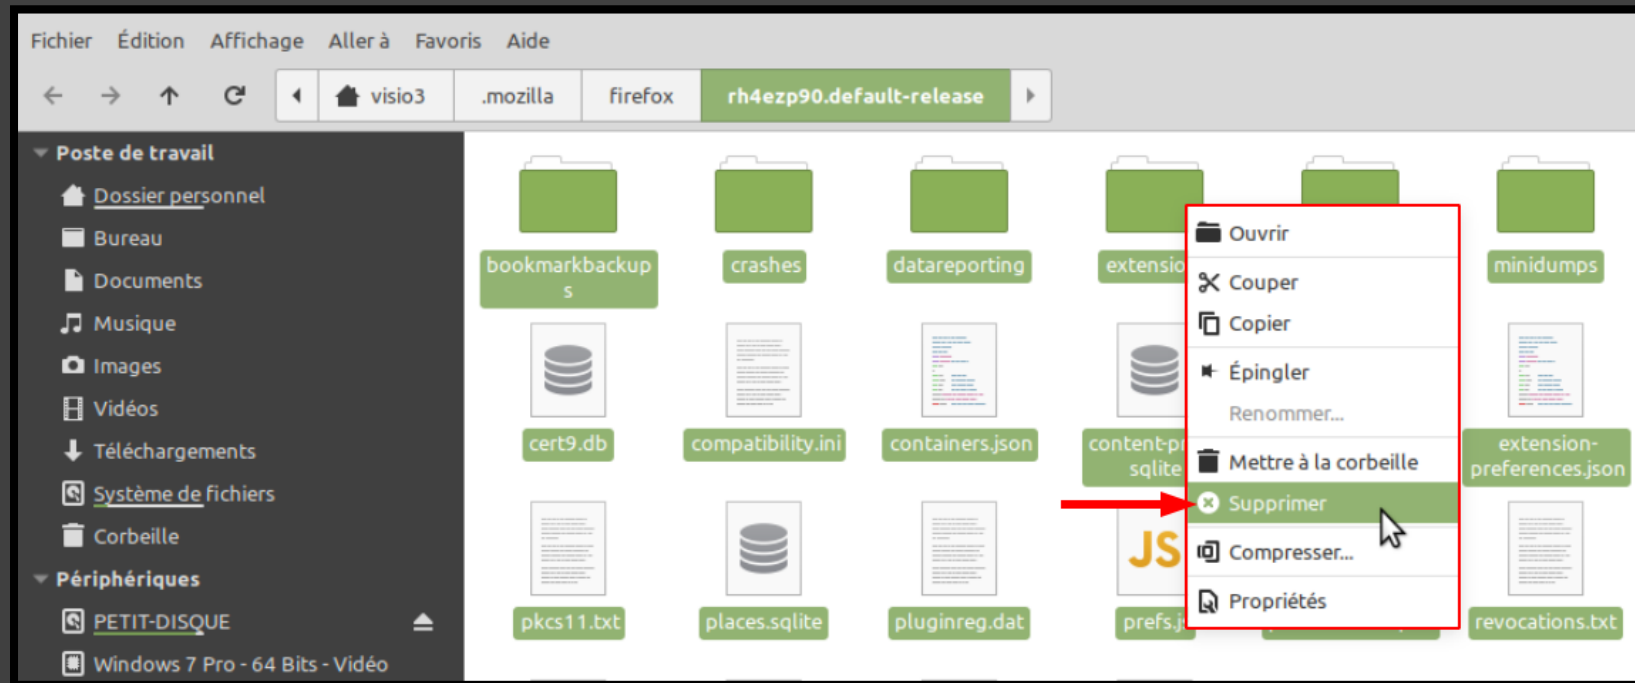 Fichier Édition Affichage Aller à Favoris Aide
visio3 .mozilla firefox rh4ezp90.default-release
Poste de travail
Dossier personnel
Bureau
Documents
Musique
Images
Vidéos
Téléchargements
Système de fichiers
Corbeille
Périphériques
PETIT-DISQUE
Windows 7 Pro - 64 Bits - Vidéo
bookmarkbackup
s
crashes
datareporting
extensio
minidumps
cert9.db
compatibility.ini
containers.json
content-pr
sqlite
extension-
preferences.json
pkcs11.txt
places.sqlite
pluginreg.dat
JS
prefs.j
revocations.txt
Ouvrir
Couper
Copier
Épingler
Renommer...
Mettre à la corbeille
Supprimer
Compresser...
Propriétés